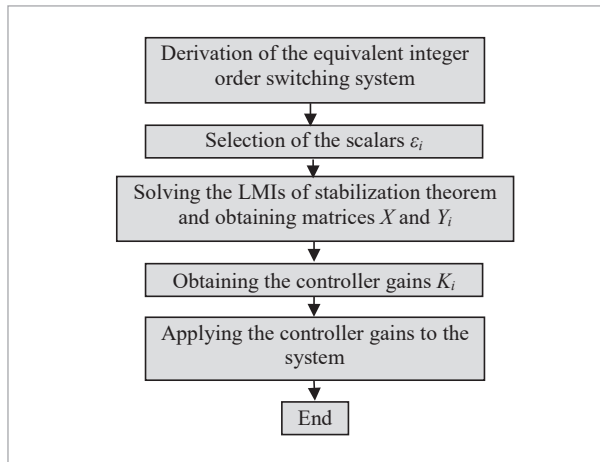 Derivation of the equivalent integer
order switching system
Selection of the scalars εi
Solving the LMIs of stabilization theorem
and obtaining matrices X and Yi
Obtaining the controller gains Ki
Applying the controller gains to the
system
End